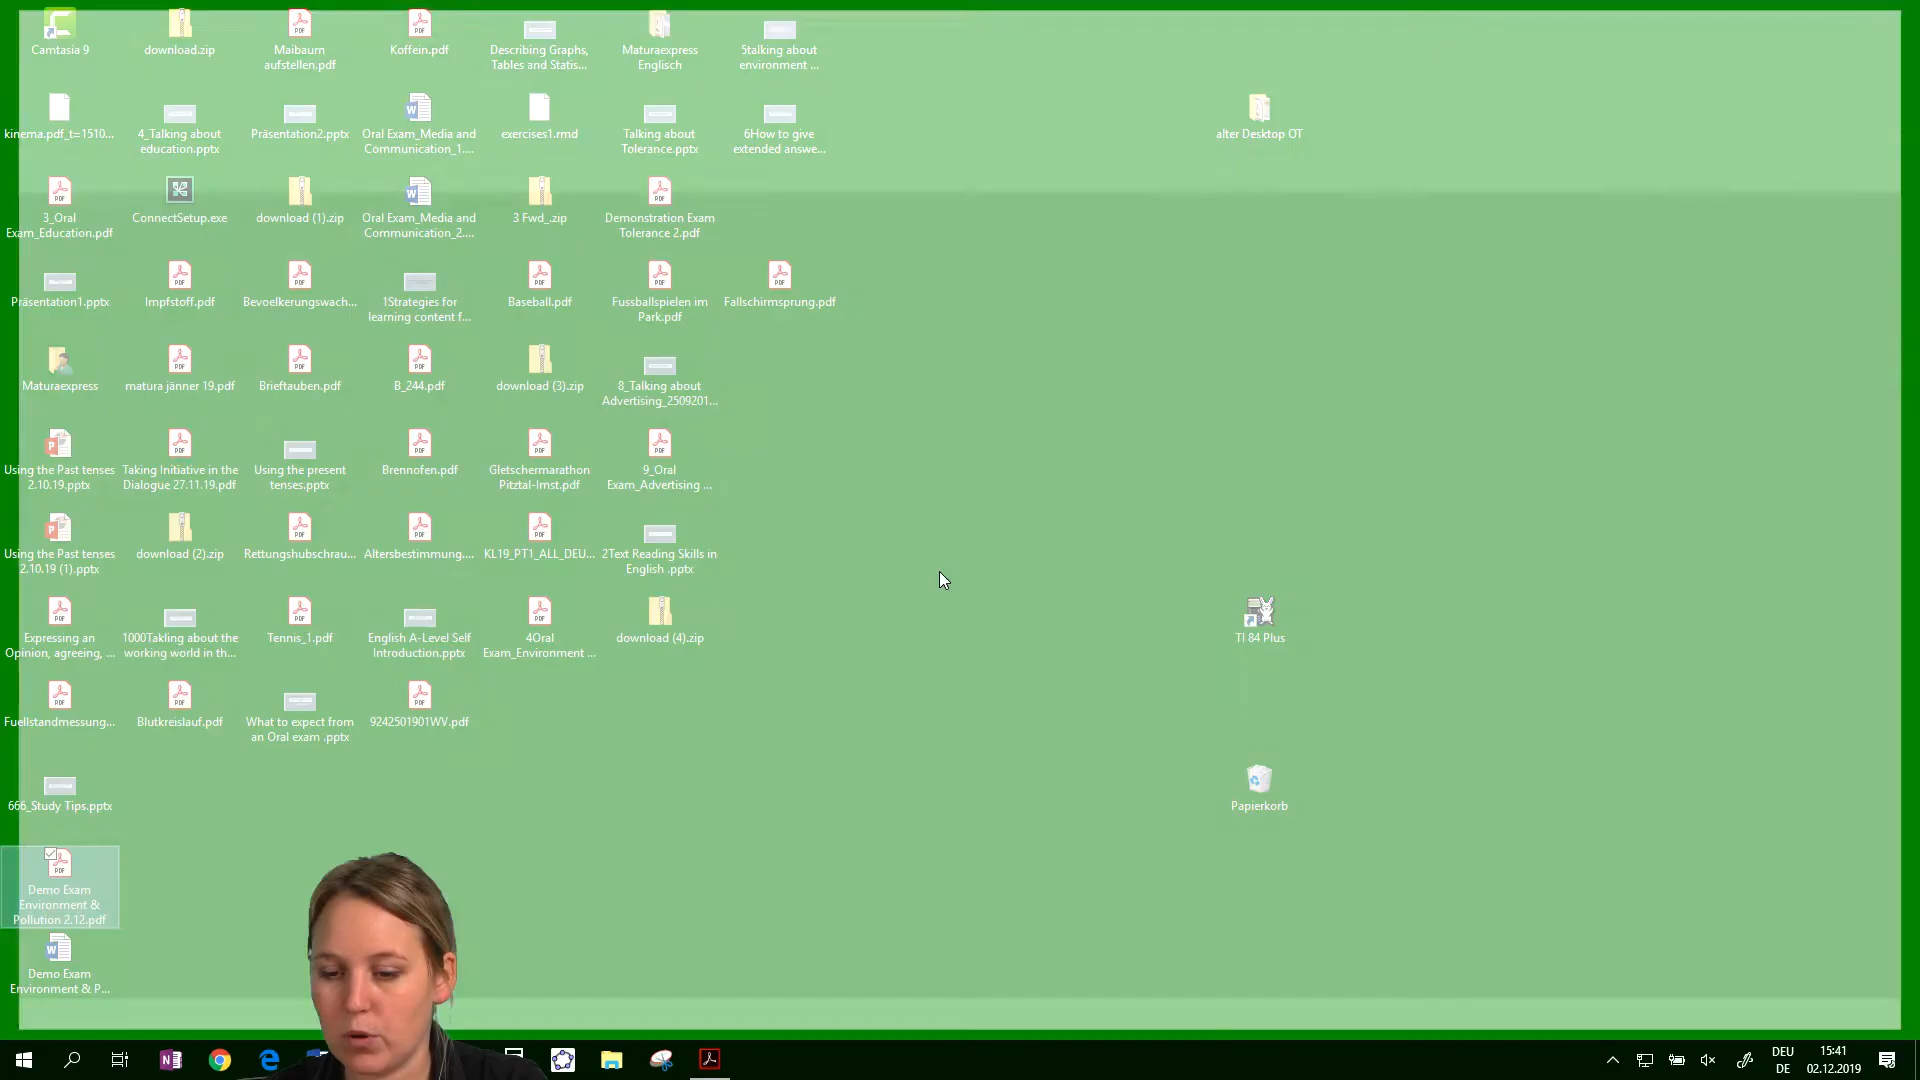 Camtasia 9
download.zip
Maibaum
aufstellen.pdf
Koffein.pdf
Describing Graphs,
Tables and Statis...
Maturaexpress
Englisch
5talking about
environment ...
kinema.pdf_t=1510...
4_Talking about
education.pptx
Präsentation2.pptx
Oral Exam_Media and
Communication_1....
exercises1.rmd
Talking about
Tolerance.pptx
6How to give
extended answe...
alter Desktop OT
3_Oral
Exam_Education.pdf
ConnectSetup.exe
download (1).zip
Oral Exam_Media and
Communication_2....
3 Fwd_.zip
Demonstration Exam
Tolerance 2.pdf
Präsentation1.pptx
Impfstoff.pdf
Bevoelkerungswach...
1Strategies for
learning content f...
Baseball.pdf
Fussballspielen im
Park.pdf
Fallschirmsprung.pdf
Maturaexpress
matura jänner 19.pdf
Brieftauben.pdf
B_244.pdf
download (3).zip
8_Talking about
Advertising_2509201...
Using the Past tenses
2.10.19.pptx
Taking Initiative in the
Dialogue 27.11.19.pdf
Using the present
tenses.pptx
Brennofen.pdf
Gletschermarathon
Pitztal-Imst.pdf
9_Oral
Exam_Advertising ...
Using the Past tenses
2.10.19 (1).pptx
download (2).zip
Rettungshubschrau...
Altersbestimmung....
KL19_PT1_ALL_DEU...
2Text Reading Skills in
English .pptx
Expressing an
Opinion, agreeing, ...
1000Takling about the
working world in th...
Tennis_1.pdf
English A-Level Self
Introduction.pptx
4Oral
Exam_Environment ...
download (4).zip
TI 84 Plus
Fuellstandmessung...
Blutkreislauf.pdf
What to expect from
an Oral exam .pptx
9242501901WV.pdf
666_Study Tips.pptx
Papierkorb
Demo Exam
Environment &
Pollution 2.12.pdf
Demo Exam
Environment & P...
DEU
DE
15:41
02.12.2019